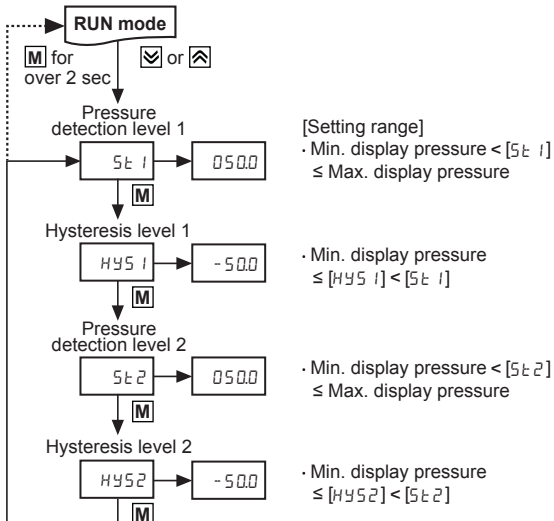 RUN mode
M for
over 2 sec
or
Pressure
detection level 1
St 1
050.0
[Setting range]
· Min. display pressure < [St 1]
≤ Max. display pressure
M
Hysteresis level 1
HYS 1
-50.0
· Min. display pressure
≤ [HYS 1] < [St 1]
M
Pressure
detection level 2
St2
050.0
· Min. display pressure < [St2]
≤ Max. display pressure
M
Hysteresis level 2
HYS2
-50.0
· Min. display pressure
≤ [HYS2] < [St2]
M